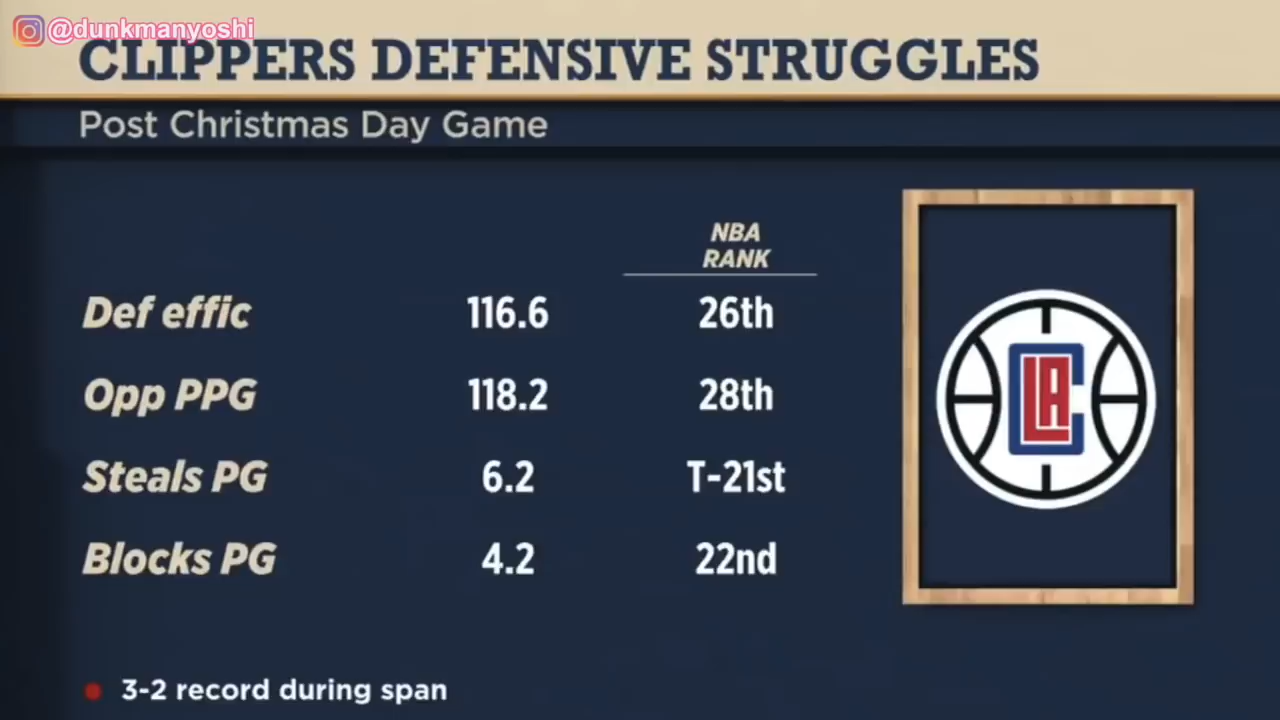 @dunkmanyoshi
CLIPPERS DEFENSIVE STRUGGLES
Post Christmas Day Game
NBA
RANK
Def effic 116.6 26th
Opp PPG 118.2 28th
Steals PG 6.2 T-21st
Blocks PG 4.2 22nd
LA
3-2 record during span